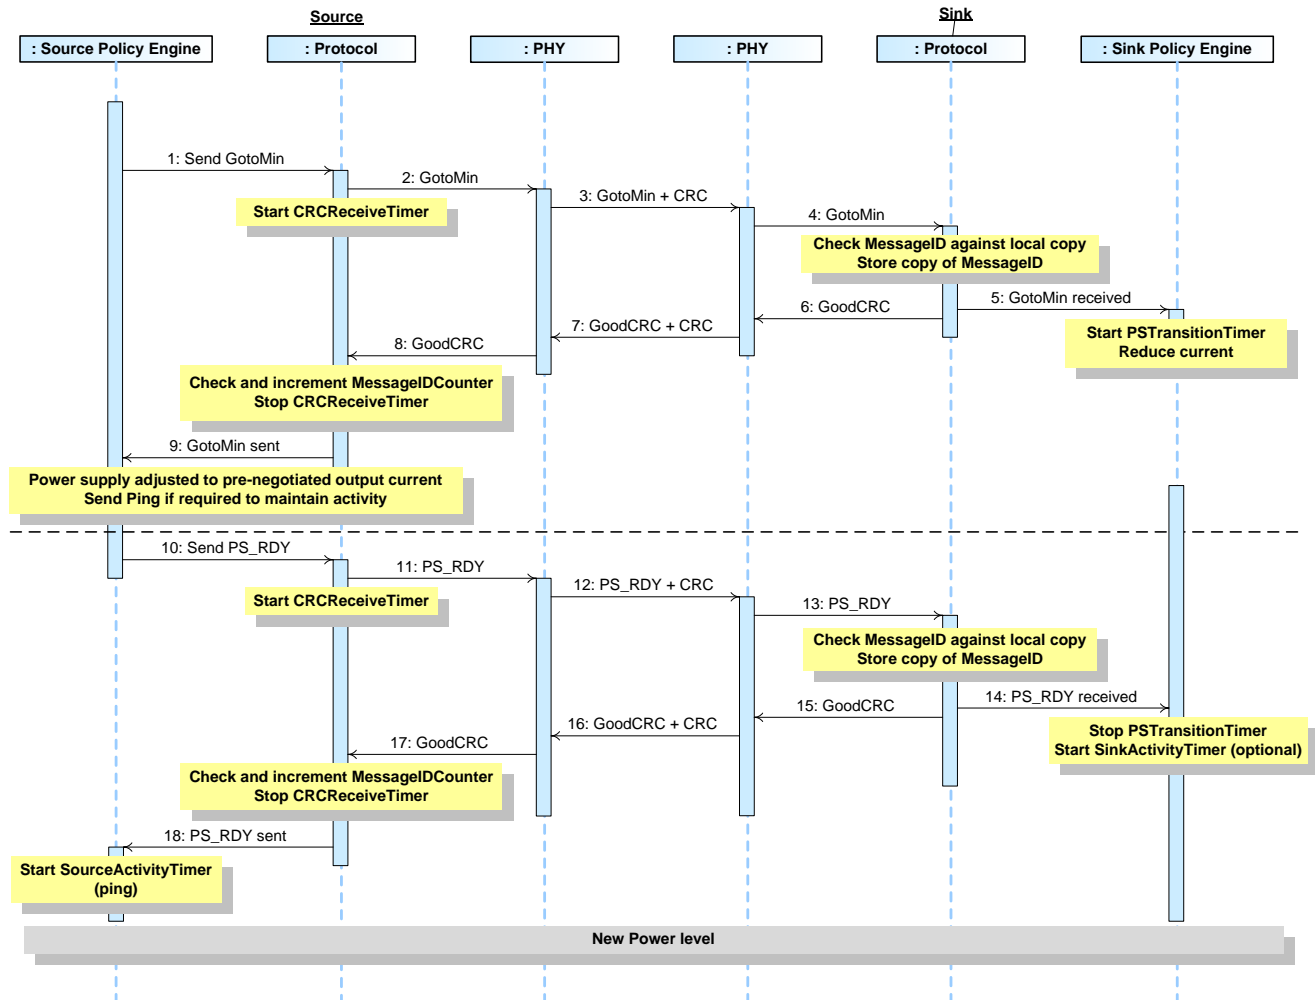 Source
Sink
: Source Policy Engine
: Protocol
: PHY
: PHY
: Protocol
: Sink Policy Engine
1: Send GotoMin
2: GotoMin
Start CRCReceiveTimer
3: GotoMin + CRC
4: GotoMin
Check MessageID against local copy
Store copy of MessageID
5: GotoMin received
6: GoodCRC
7: GoodCRC + CRC
Start PSTransitionTimer
Reduce current
8: GoodCRC
Check and increment MessageIDCounter
Stop CRCReceiveTimer
9: GotoMin sent
Power supply adjusted to pre-negotiated output current
Send Ping if required to maintain activity
10: Send PS_RDY
11: PS_RDY
Start CRCReceiveTimer
12: PS_RDY + CRC
13: PS_RDY
Check MessageID against local copy
Store copy of MessageID
14: PS_RDY received
15: GoodCRC
16: GoodCRC + CRC
Stop PSTransitionTimer
Start SinkActivityTimer (optional)
17: GoodCRC
Check and increment MessageIDCounter
Stop CRCReceiveTimer
18: PS_RDY sent
Start SourceActivityTimer
(ping)
New Power level